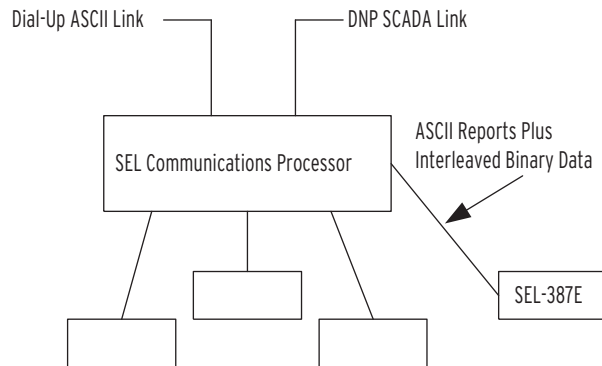 Dial-Up ASCII Link
DNP SCADA Link
SEL Communications Processor
ASCII Reports Plus
Interleaved Binary Data
SEL-387E